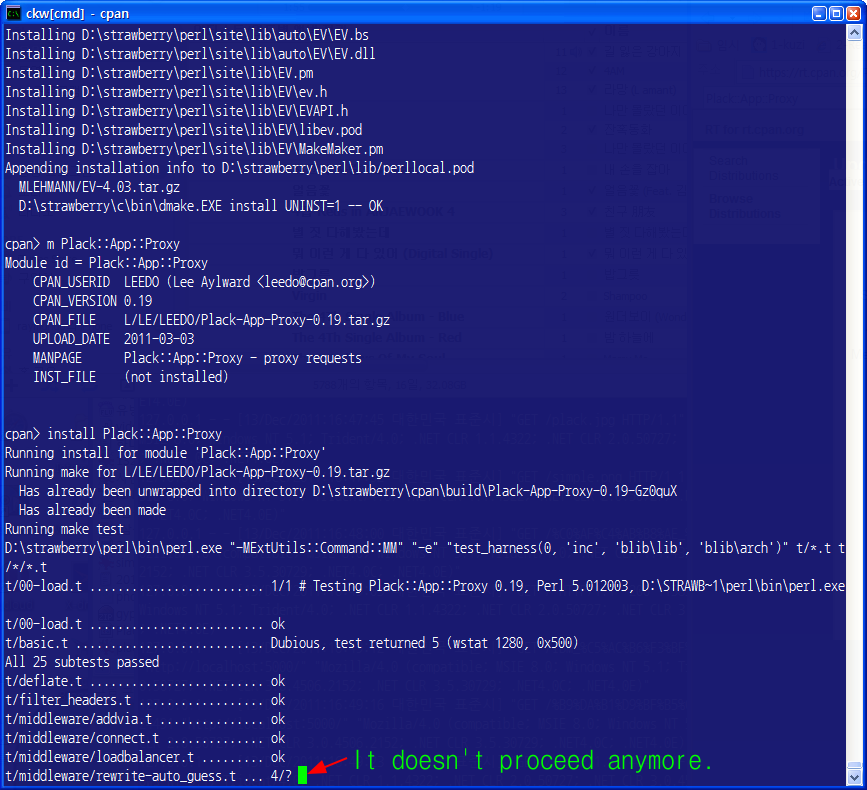 ckw[cmd] - cpan
Installing D:\strawberry\perl\site\lib\auto\EV\EV.bs
Installing D:\strawberry\perl\site\lib\auto\EV\EV.dll
Installing D:\strawberry\perl\site\lib\EV.pm
Installing D:\strawberry\perl\site\lib\EV\ev.h
Installing D:\strawberry\perl\site\lib\EV\EVAPI.h
Installing D:\strawberry\perl\site\lib\EV\libev.pod
Installing D:\strawberry\perl\site\lib\EV\MakeMaker.pm
Appending installation info to D:\strawberry\perl\lib/perllocal.pod
  MLEHMANN/EV-4.03.tar.gz
  D:\strawberry\c\bin\dmake.EXE install UNINST=1 -- OK
cpan> m Plack::App::Proxy
Module id = Plack::App::Proxy
    CPAN_USERID  LEEDO (Lee Aylward <leedo@cpan.org>)
    CPAN_VERSION 0.19
    CPAN_FILE    L/LE/LEEDO/Plack-App-Proxy-0.19.tar.gz
    UPLOAD_DATE  2011-03-03
    MANPAGE      Plack::App::Proxy - proxy requests
    INST_FILE    (not installed)
cpan> install Plack::App::Proxy
Running install for module 'Plack::App::Proxy'
Running make for L/LE/LEEDO/Plack-App-Proxy-0.19.tar.gz
  Has already been unwrapped into directory D:\strawberry\cpan\build\Plack-App-Proxy-0.19-Gz0quX
  Has already been made
Running make test
D:\strawberry\perl\bin\perl.exe "-MExtUtils::Command::MM" "-e" "test_harness(0, 'inc', 'blib\lib', 'blib\arch')" t/*.t t
/*/*.t
t/00-load.t ......................... 1/1 # Testing Plack::App::Proxy 0.19, Perl 5.012003, D:\STRAWB~1\perl\bin\perl.exe
t/00-load.t ......................... ok
t/basic.t ........................... Dubious, test returned 5 (wstat 1280, 0x500)
All 25 subtests passed
t/deflate.t ......................... ok
t/filter_headers.t .................. ok
t/middleware/addvia.t ............... ok
t/middleware/connect.t .............. ok
t/middleware/loadbalancer.t ......... ok
t/middleware/rewrite-auto_guess.t ... 4/?
It doesn't proceed anymore.